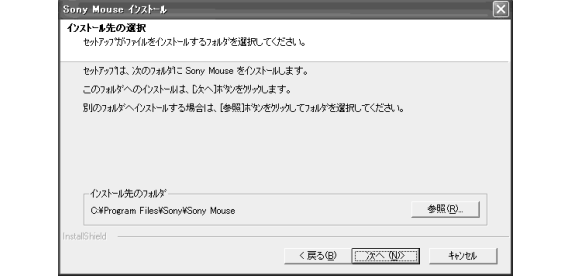 Sony Mouse ｲﾝｽﾄｰﾙ
ｲﾝｽﾄｰﾙ先の選択
ｾｯﾄｱｯﾌﾟがﾌｧｲﾙをｲﾝｽﾄｰﾙするﾌｫﾙﾀﾞを選択してください。
ｾｯﾄｱｯﾌﾟは、次のﾌｫﾙﾀﾞに Sony Mouse をｲﾝｽﾄｰﾙします。
このﾌｫﾙﾀﾞへのｲﾝｽﾄｰﾙは、[次へ]ﾎﾞﾀﾝをｸﾘｯｸします。
別のﾌｫﾙﾀﾞへｲﾝｽﾄｰﾙする場合は、[参照]ﾎﾞﾀﾝをｸﾘｯｸしてﾌｫﾙﾀﾞを選択してください。
ｲﾝｽﾄｰﾙ先のﾌｫﾙﾀﾞ
C:¥Program Files¥Sony¥Sony Mouse
参照(R)...
InstallShield
< 戻る(B)
次へ (N)>
ｷｬﾝｾﾙ